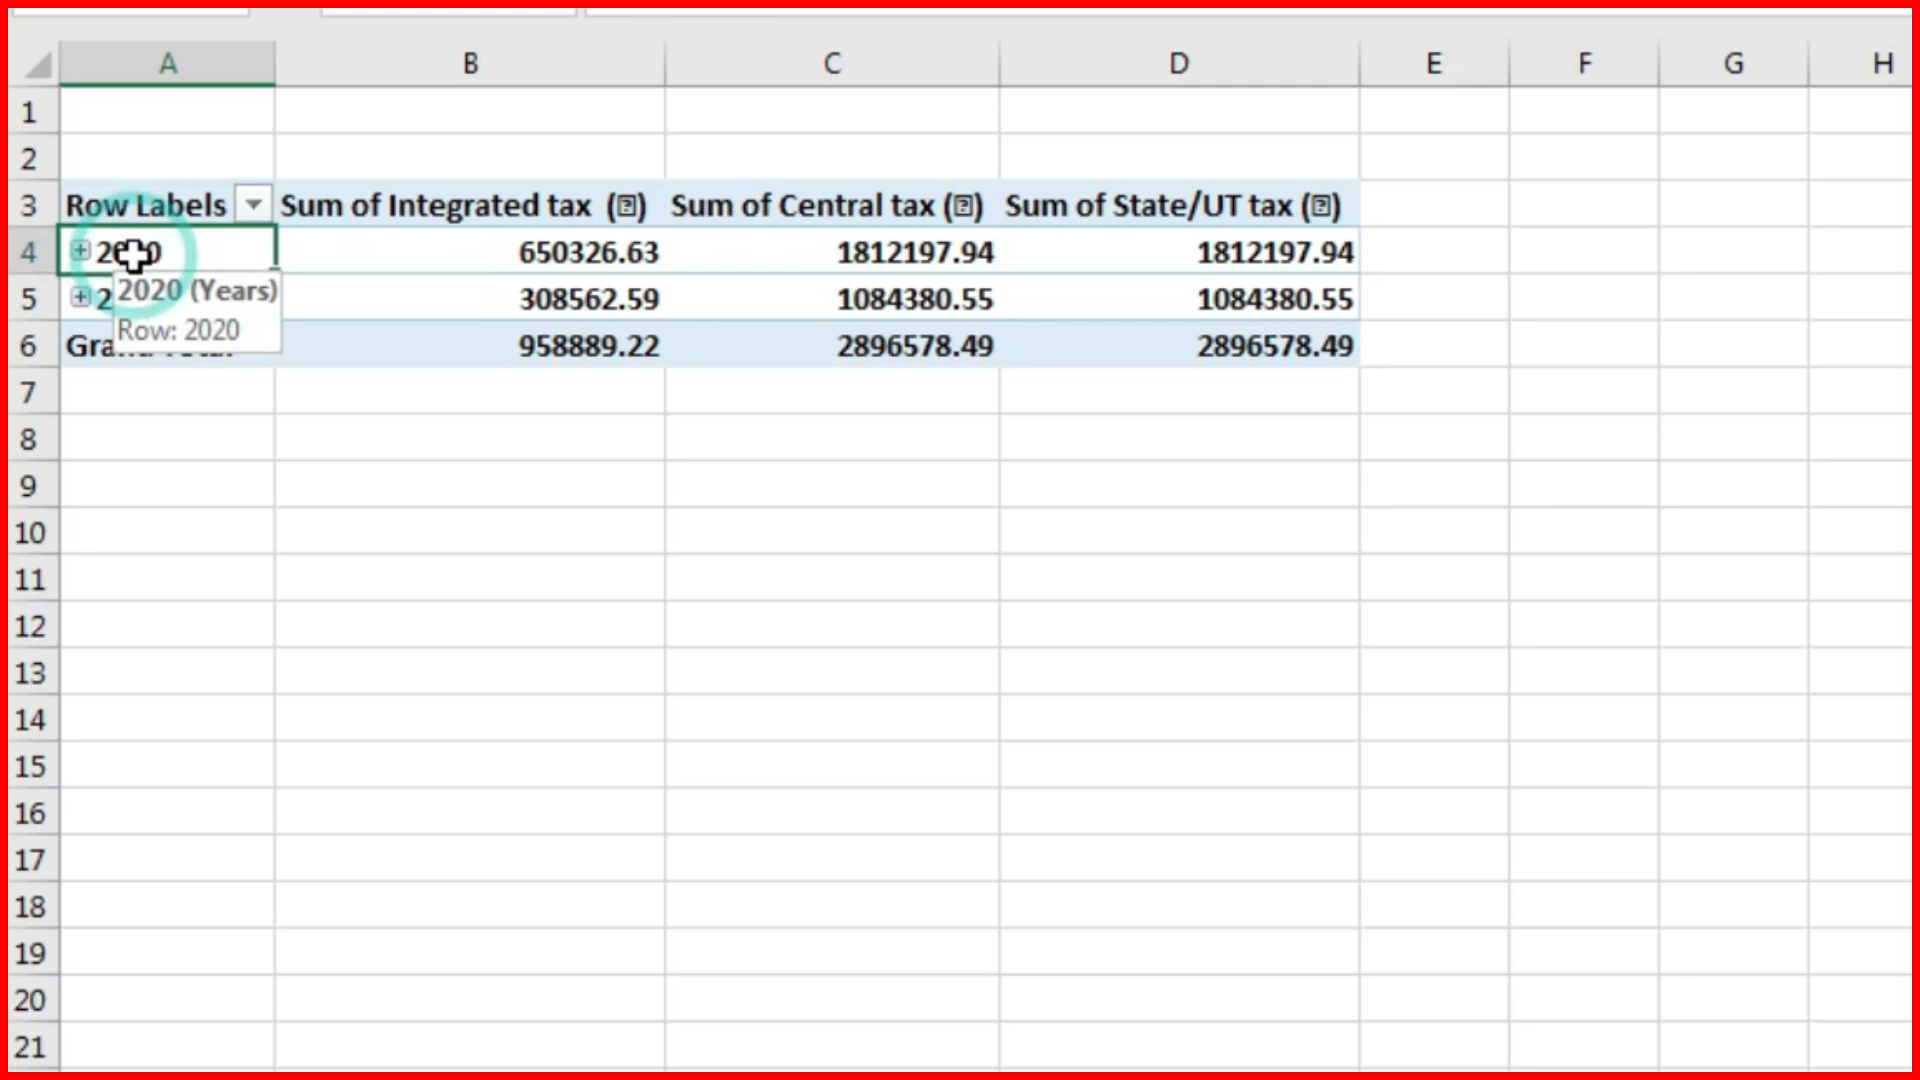 A B C D E F G H
1
2
3 Row Labels Sum of Integrated tax (⍰) Sum of Central tax (⍰) Sum of State/UT tax (⍰)
4 650326.63 1812197.94 1812197.94
2020 (Years)
5 308562.59 1084380.55 1084380.55
Row: 2020
6 958889.22 2896578.49 2896578.49
7
8
9
10
11
12
13
14
15
16
17
18
19
20
21